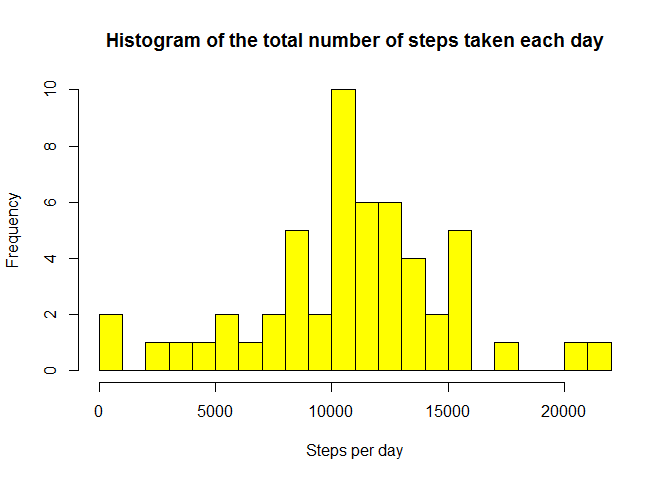 Histogram of the total number of steps taken each day
Frequency
10
8
6
4
2
0
0 5000 10000 15000 20000
Steps per day